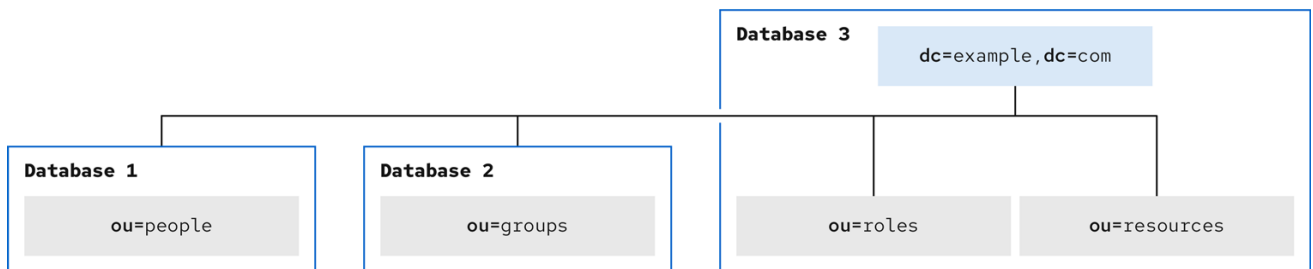 Database 3
dc=example,dc=com
Database 1
Database 2
ou=people
ou=groups
ou=roles
ou=resources